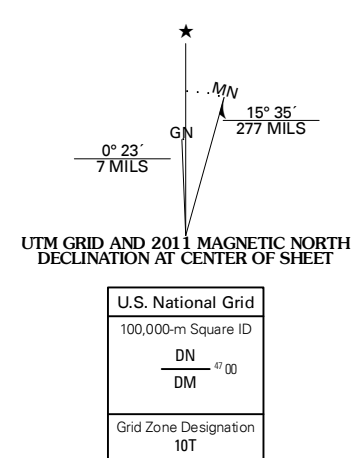 ★
MN
15° 35´
277 MILS
GN
0° 23´
7 MILS
UTM GRID AND 2011 MAGNETIC NORTH
DECLINATION AT CENTER OF SHEET
U.S. National Grid
100,000-m Square ID
DN
47 00
DM
Grid Zone Designation
10T